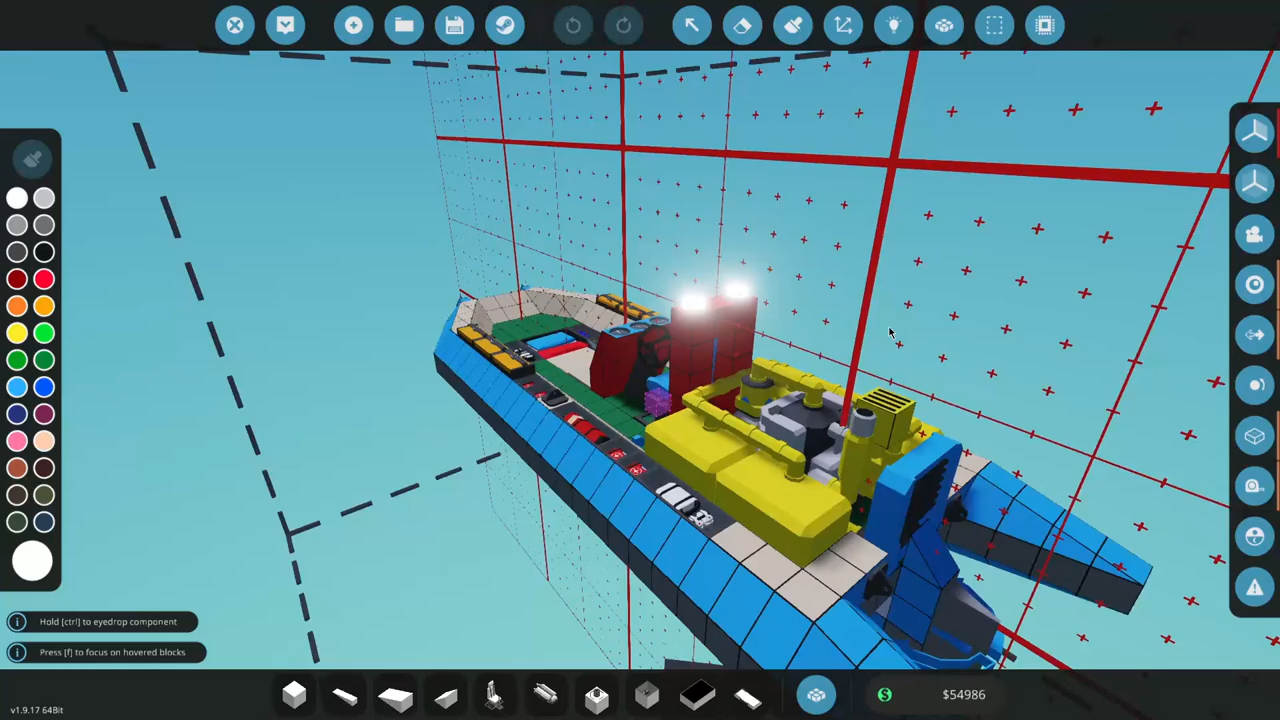 Hold [ctrl] to eyedrop component
Press [f] to focus on hovered blocks
v1.9.17 64Bit
$
$54986